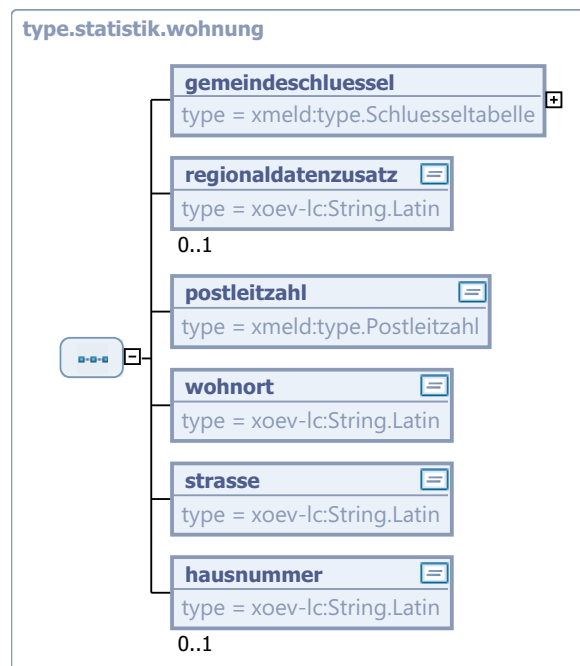 type.statistik.wohnung
gemeindeschluessel
type = xmeld:type.Schluesseltabelle
regionaldatenzusatz
type = xoev-lc:String.Latin
0..1
postleitzahl
type = xmeld:type.Postleitzahl
wohnort
type = xoev-lc:String.Latin
strasse
type = xoev-lc:String.Latin
hausnummer
type = xoev-lc:String.Latin
0..1